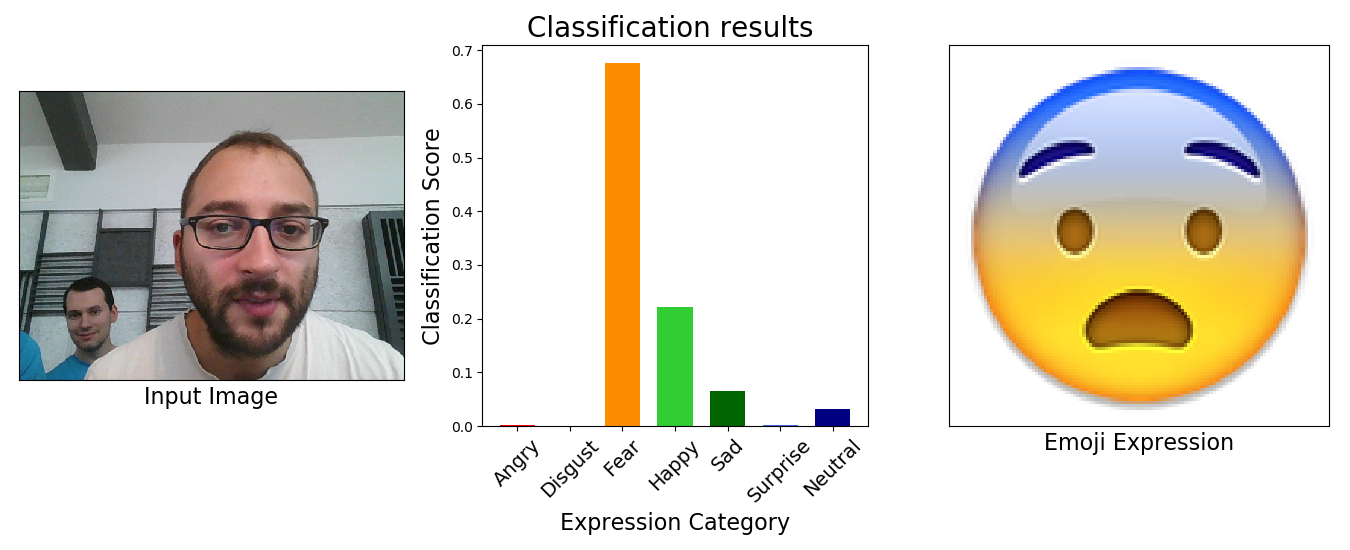 Classification results
0.7
0.6
0.5
0.4
0.3
0.2
0.1
0.0
Classification Score
Angry
Disgust
Fear
Happy
Sad
Surprise
Neutral
Expression Category
Input Image
Emoji Expression